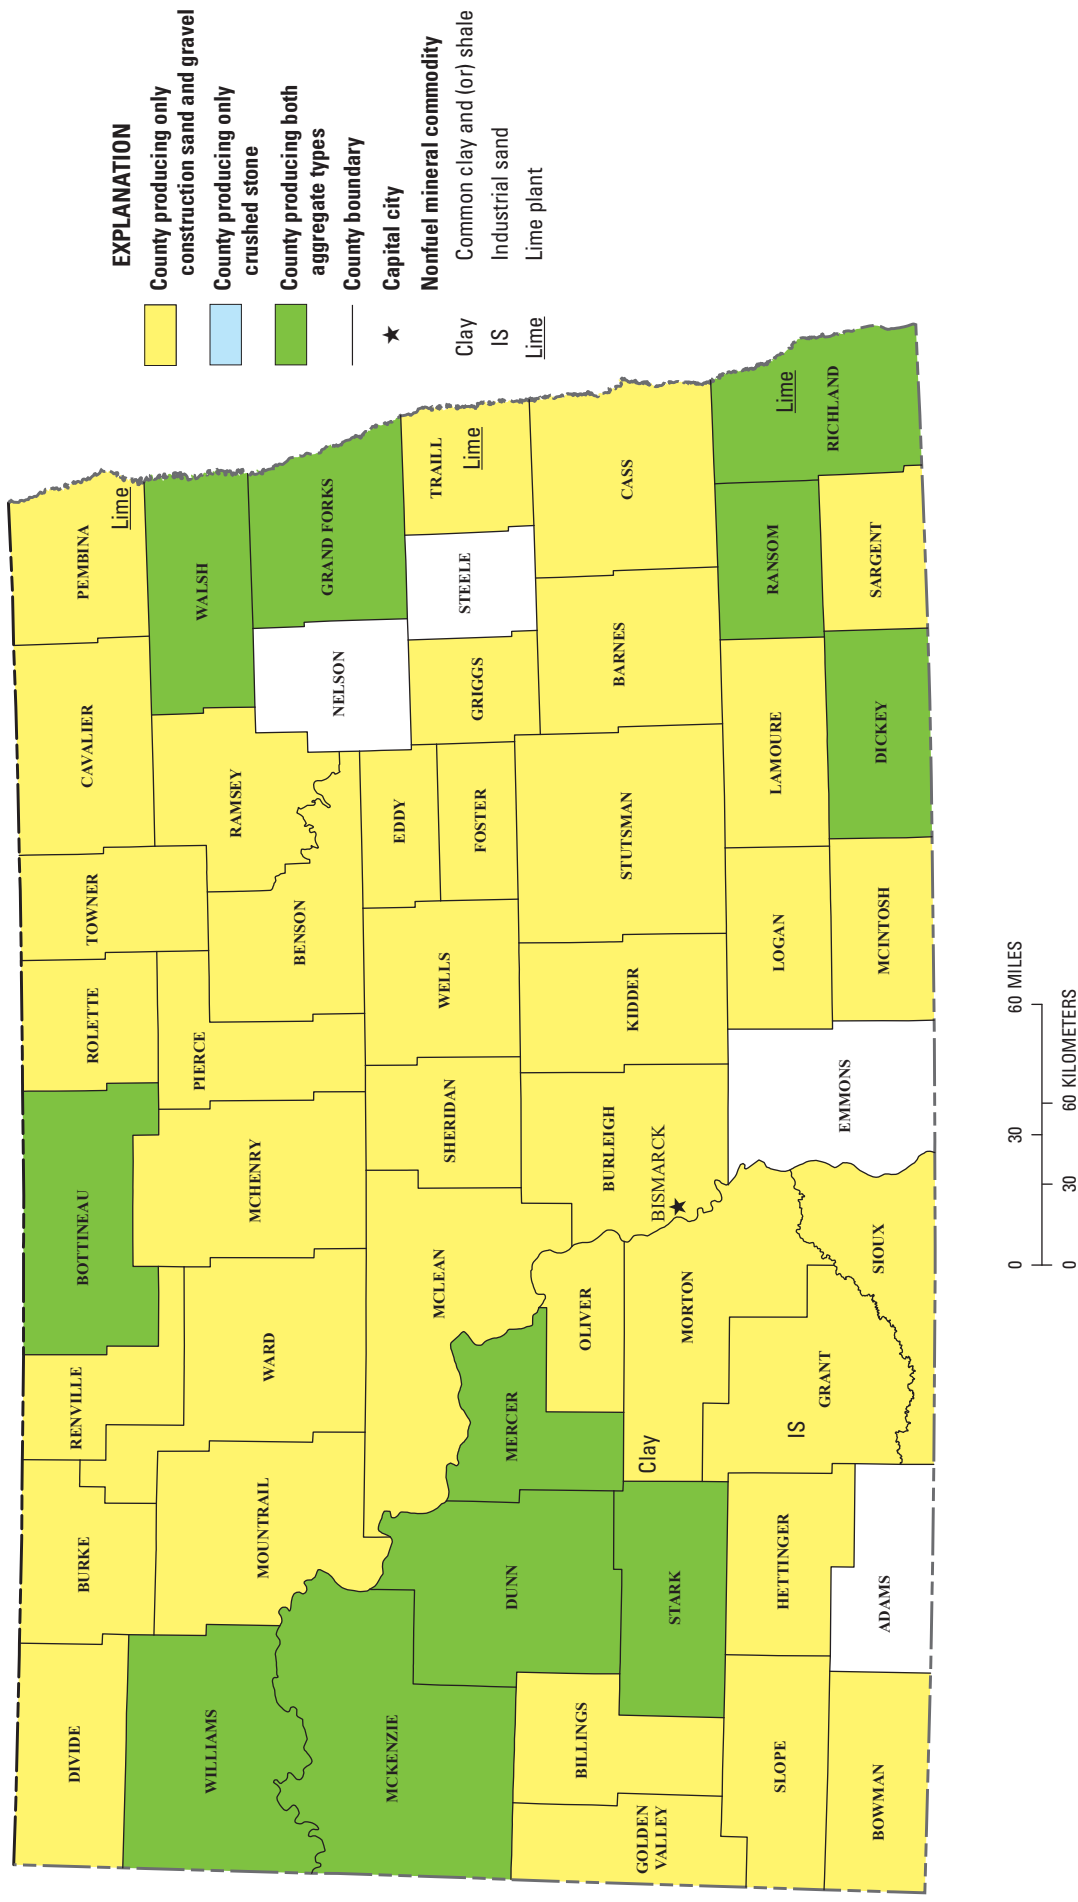 DIVIDE
BURKE
RENVILLE
BOTTINEAU
ROLETTE
TOWNER
CAVALIER
PEMBINA
Lime
WILLIAMS
MOUNTRAIL
WARD
MCHENRY
PIERCE
BENSON
RAMSEY
WALSH
NELSON
GRAND FORKS
MCKENZIE
DUNN
MERCER
MCLEAN
SHERIDAN
WELLS
EDDY
FOSTER
GRIGGS
STEELE
TRAILL
Lime
GOLDEN
VALLEY
BILLINGS
STARK
Clay
OLIVER
MORTON
BURLEIGH
BISMARCK
★
KIDDER
STUTSMAN
BARNES
CASS
SLOPE
HETTINGER
IS
GRANT
EMMONS
LOGAN
LAMOURE
RANSOM
Lime
RICHLAND
BOWMAN
ADAMS
SIOUX
MCINTOSH
DICKEY
SARGENT
EXPLANATION
County producing only
construction sand and gravel
County producing only
crushed stone
County producing both
aggregate types
County boundary
★ Capital city
Nonfuel mineral commodity
Clay Common clay and (or) shale
IS Industrial sand
Lime Lime plant
0 30 60 MILES
0 30 60 KILOMETERS